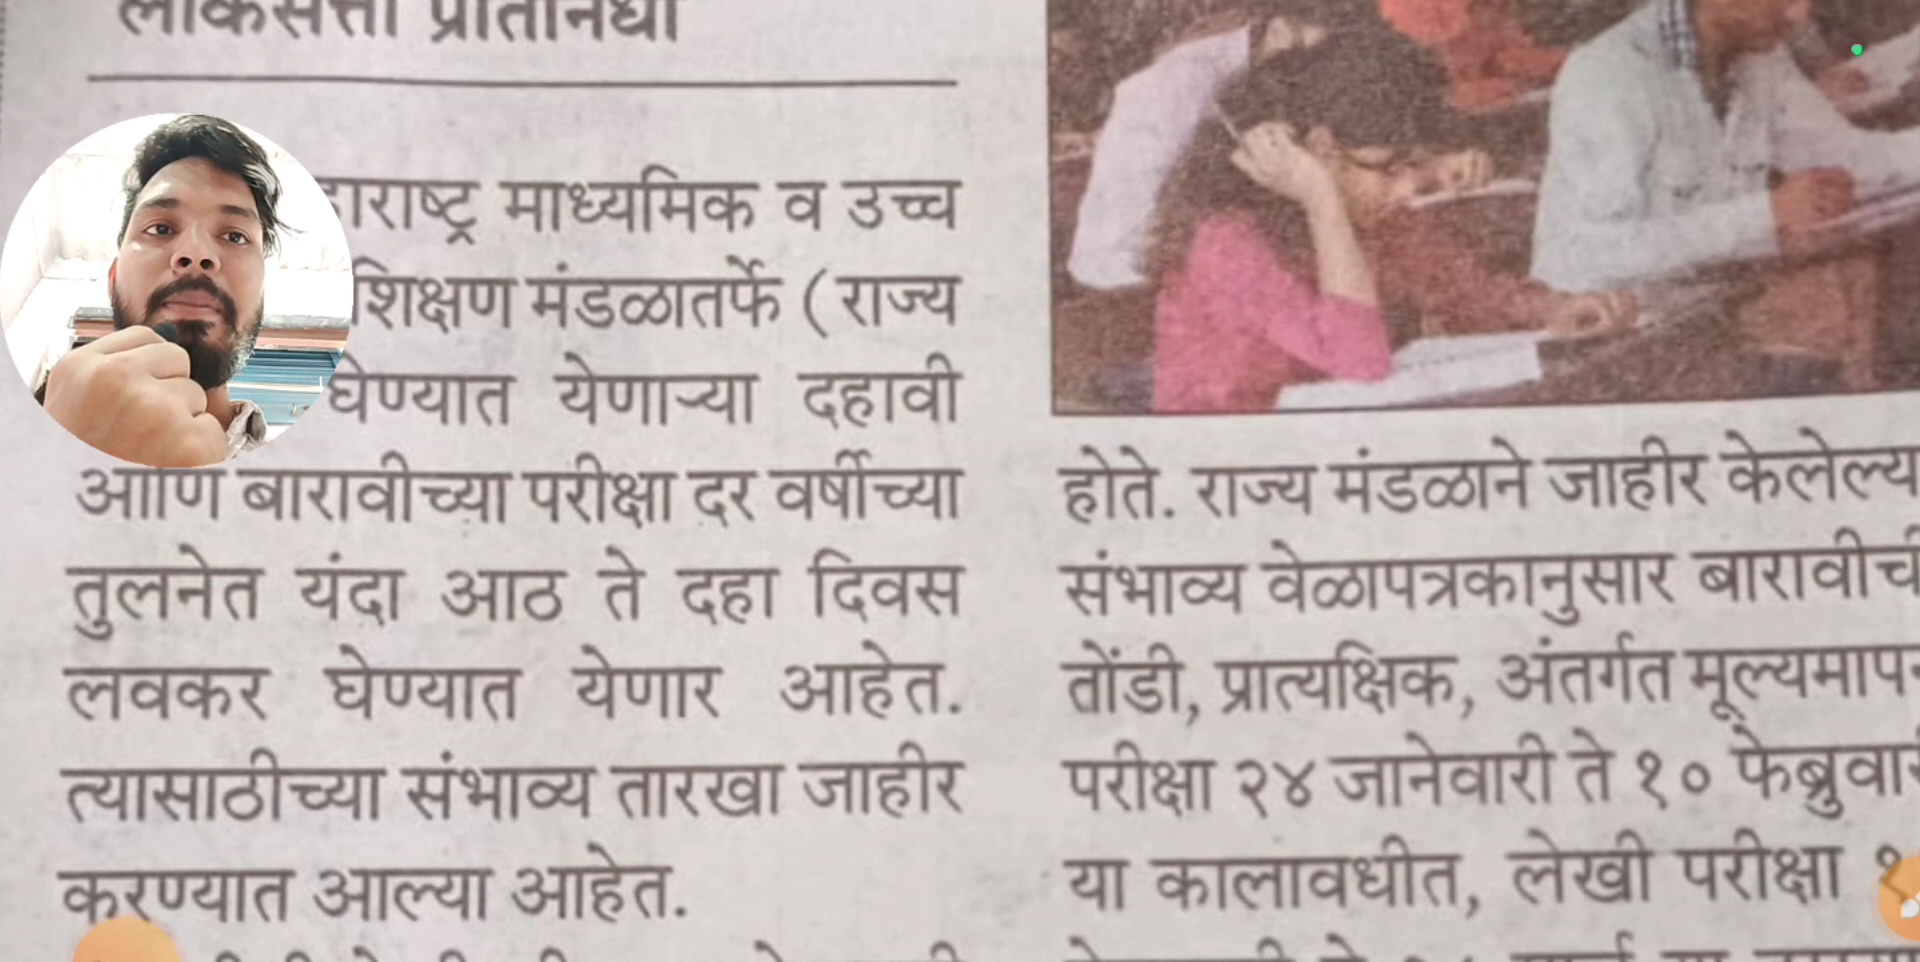 लोकसत्ता प्रतिनिधी
माध्यमिक व उच्च
शिक्षण मंडळातर्फे (राज्य
घेण्यात येणाऱ्या दहावी
आणि बारावीच्या परीक्षा दर वर्षीच्या
तुलनेत यंदा आठ ते दहा दिवस
लवकर घेण्यात येणार आहेत.
त्यासाठीच्या संभाव्य तारखा जाहीर
करण्यात आल्या आहेत.
होते. राज्य मंडळाने जाहीर केलेल्य
संभाव्य वेळापत्रकानुसार बारावीची
तोंडी, प्रात्यक्षिक, अंतर्गत मूल्यमाप
परीक्षा २४ जानेवारी ते १० फेब्रुवार
या कालावधीत, लेखी परीक्षा